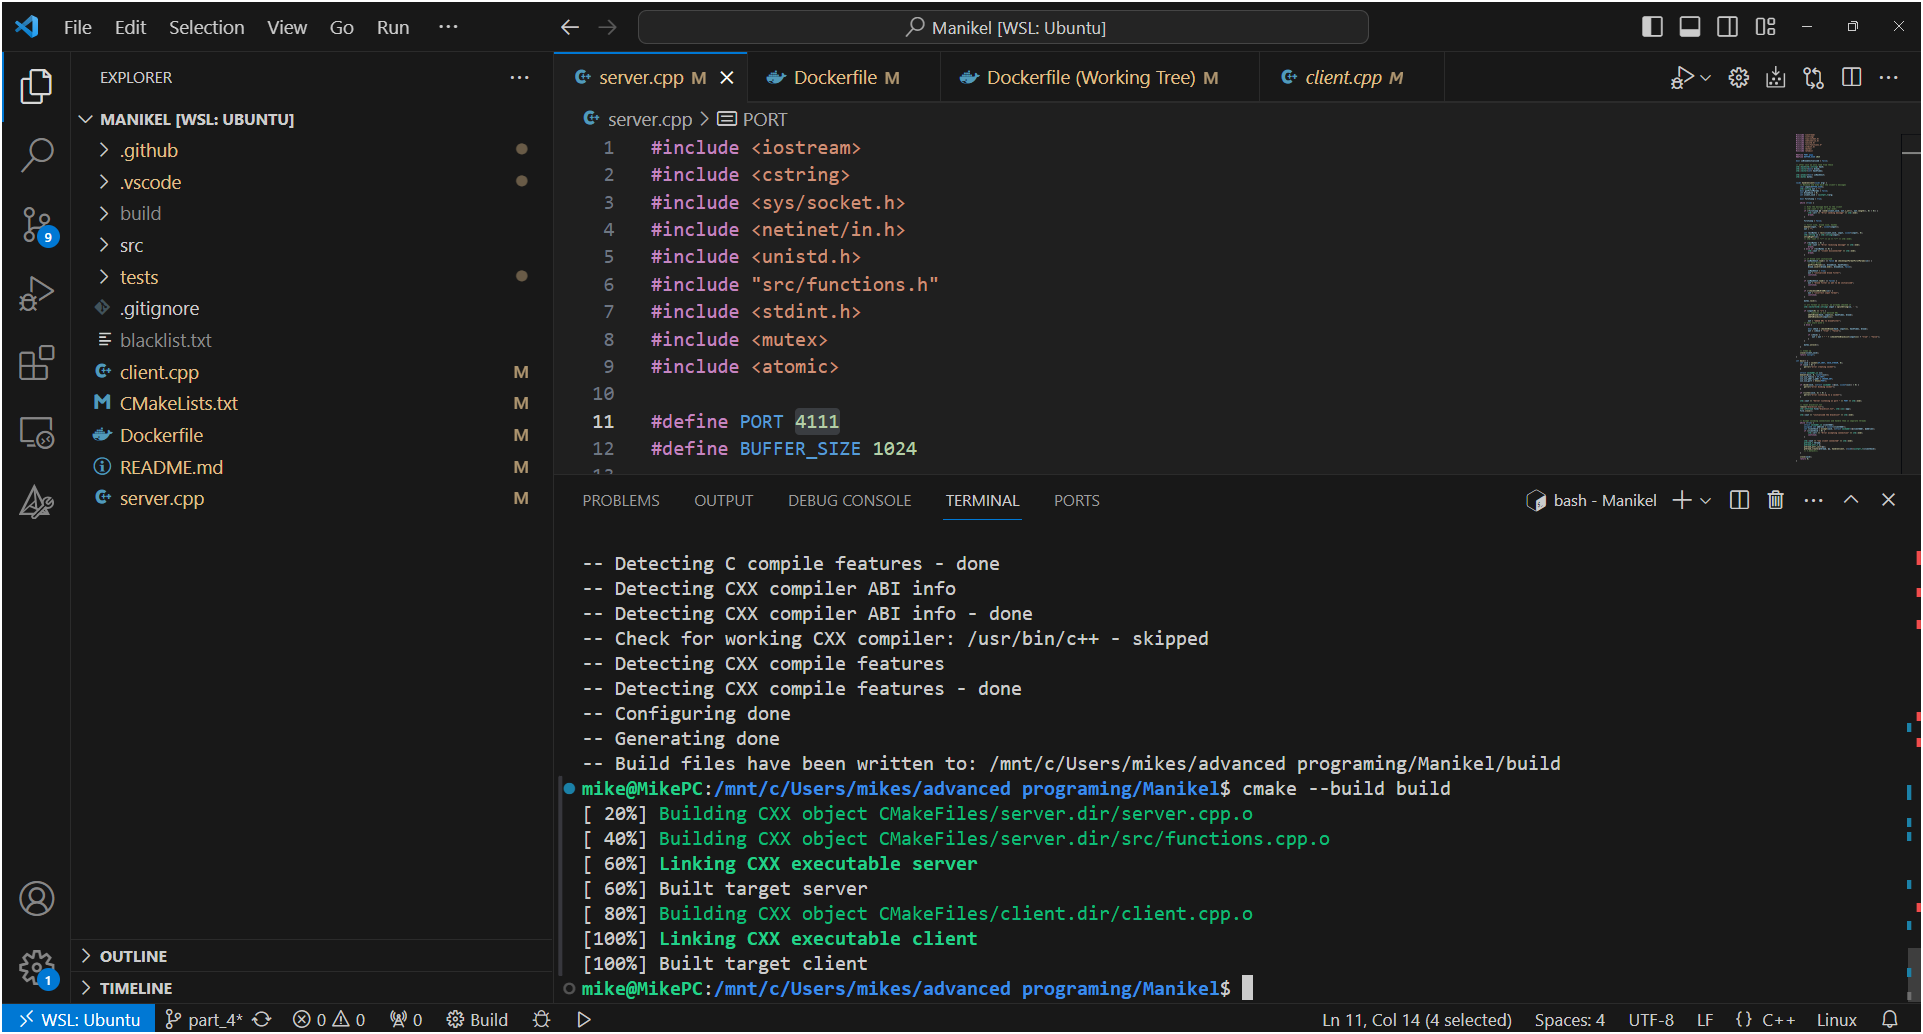 File Edit Selection View Go Run ···
Manikel [WSL: Ubuntu]
EXPLORER ···
MANIKEL [WSL: UBUNTU]
.github
.vscode
build
src
tests
.gitignore
blacklist.txt
client.cpp M
CMakeLists.txt M
Dockerfile M
README.md M
server.cpp M
OUTLINE
TIMELINE
9
1
server.cpp M
Dockerfile M
Dockerfile (Working Tree) M
client.cpp M
server.cpp > PORT
1 #include <iostream>
2 #include <cstring>
3 #include <sys/socket.h>
4 #include <netinet/in.h>
5 #include <unistd.h>
6 #include "src/functions.h"
7 #include <stdint.h>
8 #include <mutex>
9 #include <atomic>
10
11 #define PORT 4111
12 #define BUFFER_SIZE 1024
PROBLEMS OUTPUT DEBUG CONSOLE TERMINAL PORTS
bash - Manikel
-- Detecting C compile features - done
-- Detecting CXX compiler ABI info
-- Detecting CXX compiler ABI info - done
-- Check for working CXX compiler: /usr/bin/c++ - skipped
-- Detecting CXX compile features
-- Detecting CXX compile features - done
-- Configuring done
-- Generating done
-- Build files have been written to: /mnt/c/Users/mikes/advanced programing/Manikel/build
mike@MikePC:/mnt/c/Users/mikes/advanced programing/Manikel$ cmake --build build
[ 20%] Building CXX object CMakeFiles/server.dir/server.cpp.o
[ 40%] Building CXX object CMakeFiles/server.dir/src/functions.cpp.o
[ 60%] Linking CXX executable server
[ 60%] Built target server
[ 80%] Building CXX object CMakeFiles/client.dir/client.cpp.o
[100%] Linking CXX executable client
[100%] Built target client
mike@MikePC:/mnt/c/Users/mikes/advanced programing/Manikel$
WSL: Ubuntu part_4* 0 0 0 Build Ln 11, Col 14 (4 selected) Spaces: 4 UTF-8 LF {} C++ Linux